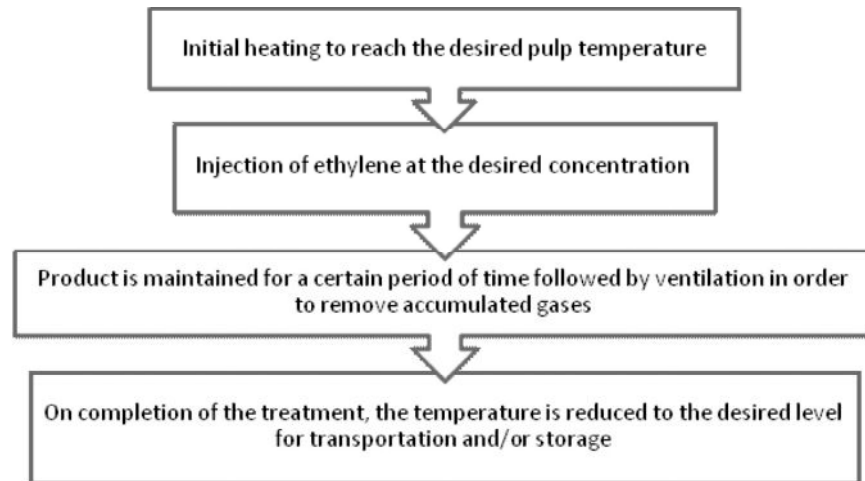 Initial heating to reach the desired pulp temperature
Injection of ethylene at the desired concentration
Product is maintained for a certain period of time followed by ventilation in order
to remove accumulated gases
On completion of the treatment, the temperature is reduced to the desired level
for transportation and/or storage